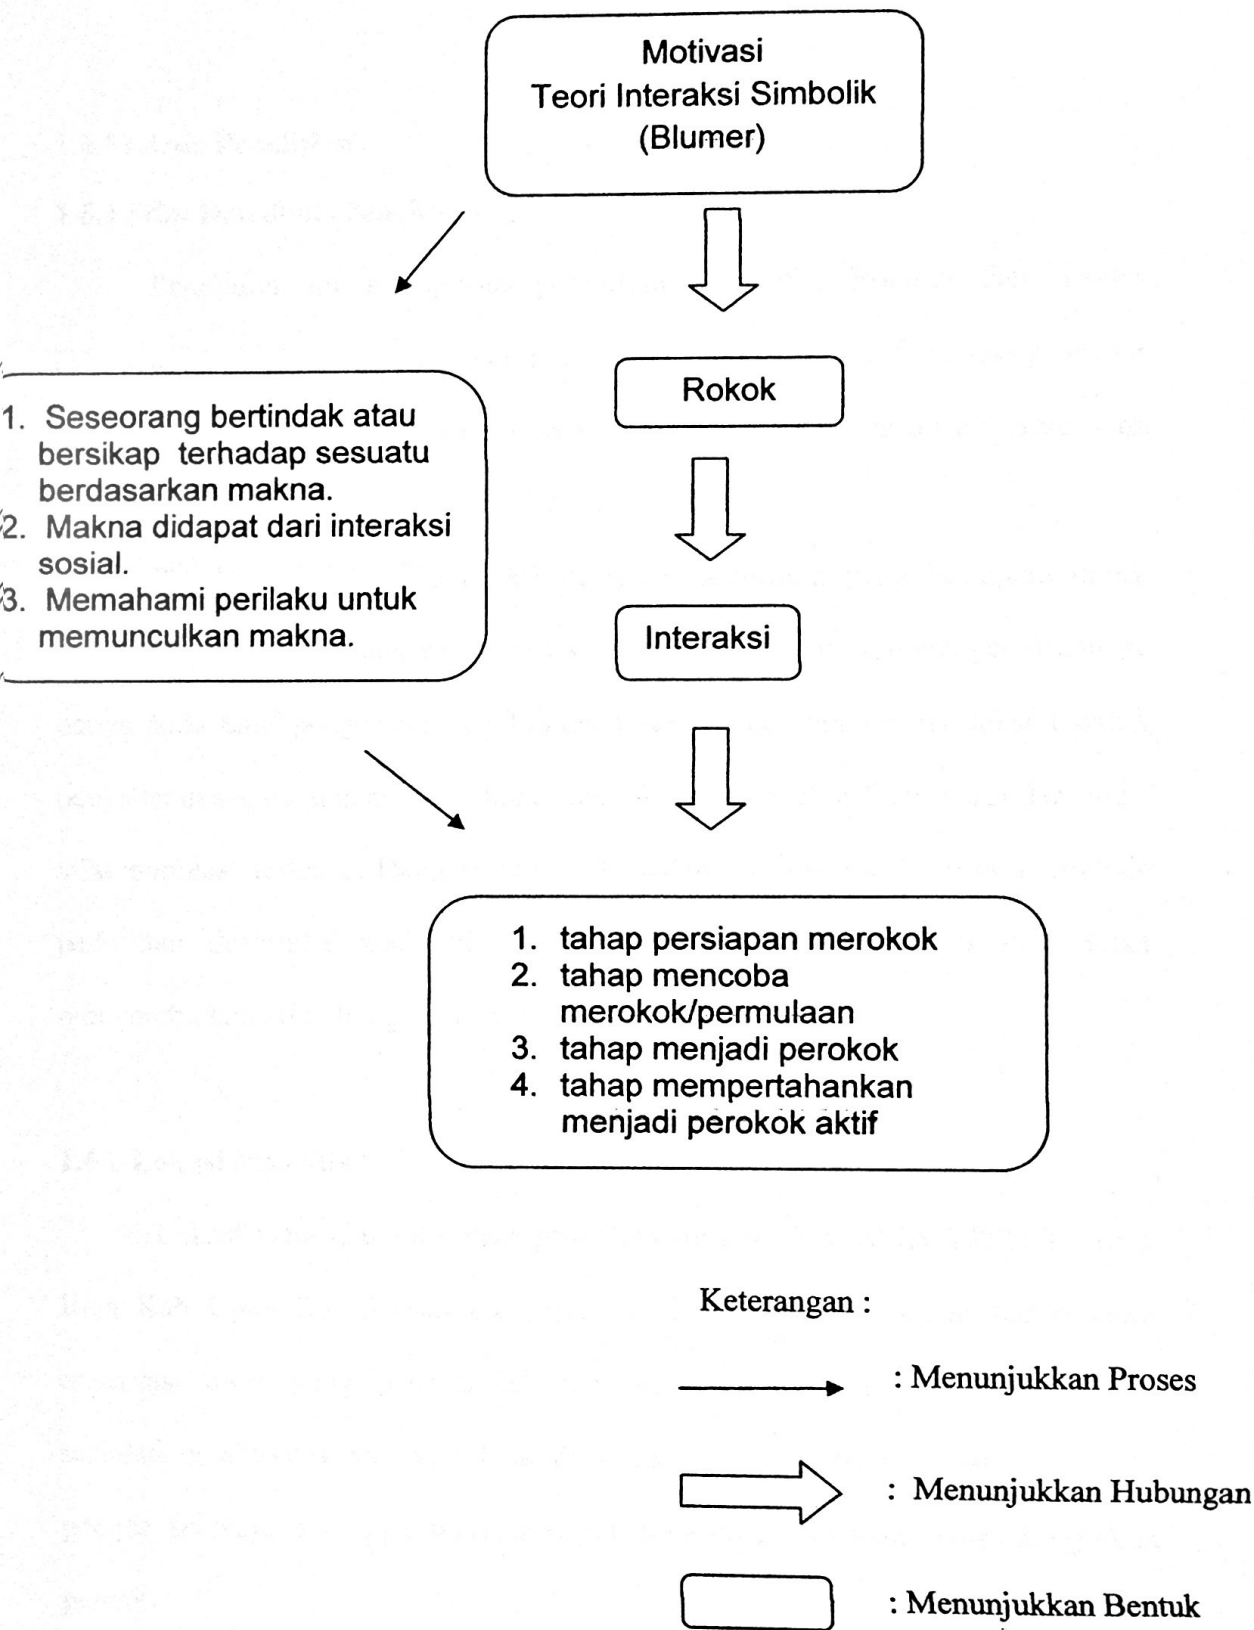 Motivasi
Teori Interaksi Simbolik
(Blumer)
Rokok
1. Seseorang bertindak atau
bersikap terhadap sesuatu
berdasarkan makna.
2. Makna didapat dari interaksi
sosial.
3. Memahami perilaku untuk
memunculkan makna.
Interaksi
1. tahap persiapan merokok
2. tahap mencoba
merokok/permulaan
3. tahap menjadi perokok
4. tahap mempertahankan
menjadi perokok aktif
Keterangan :
: Menunjukkan Proses
: Menunjukkan Hubungan
: Menunjukkan Bentuk